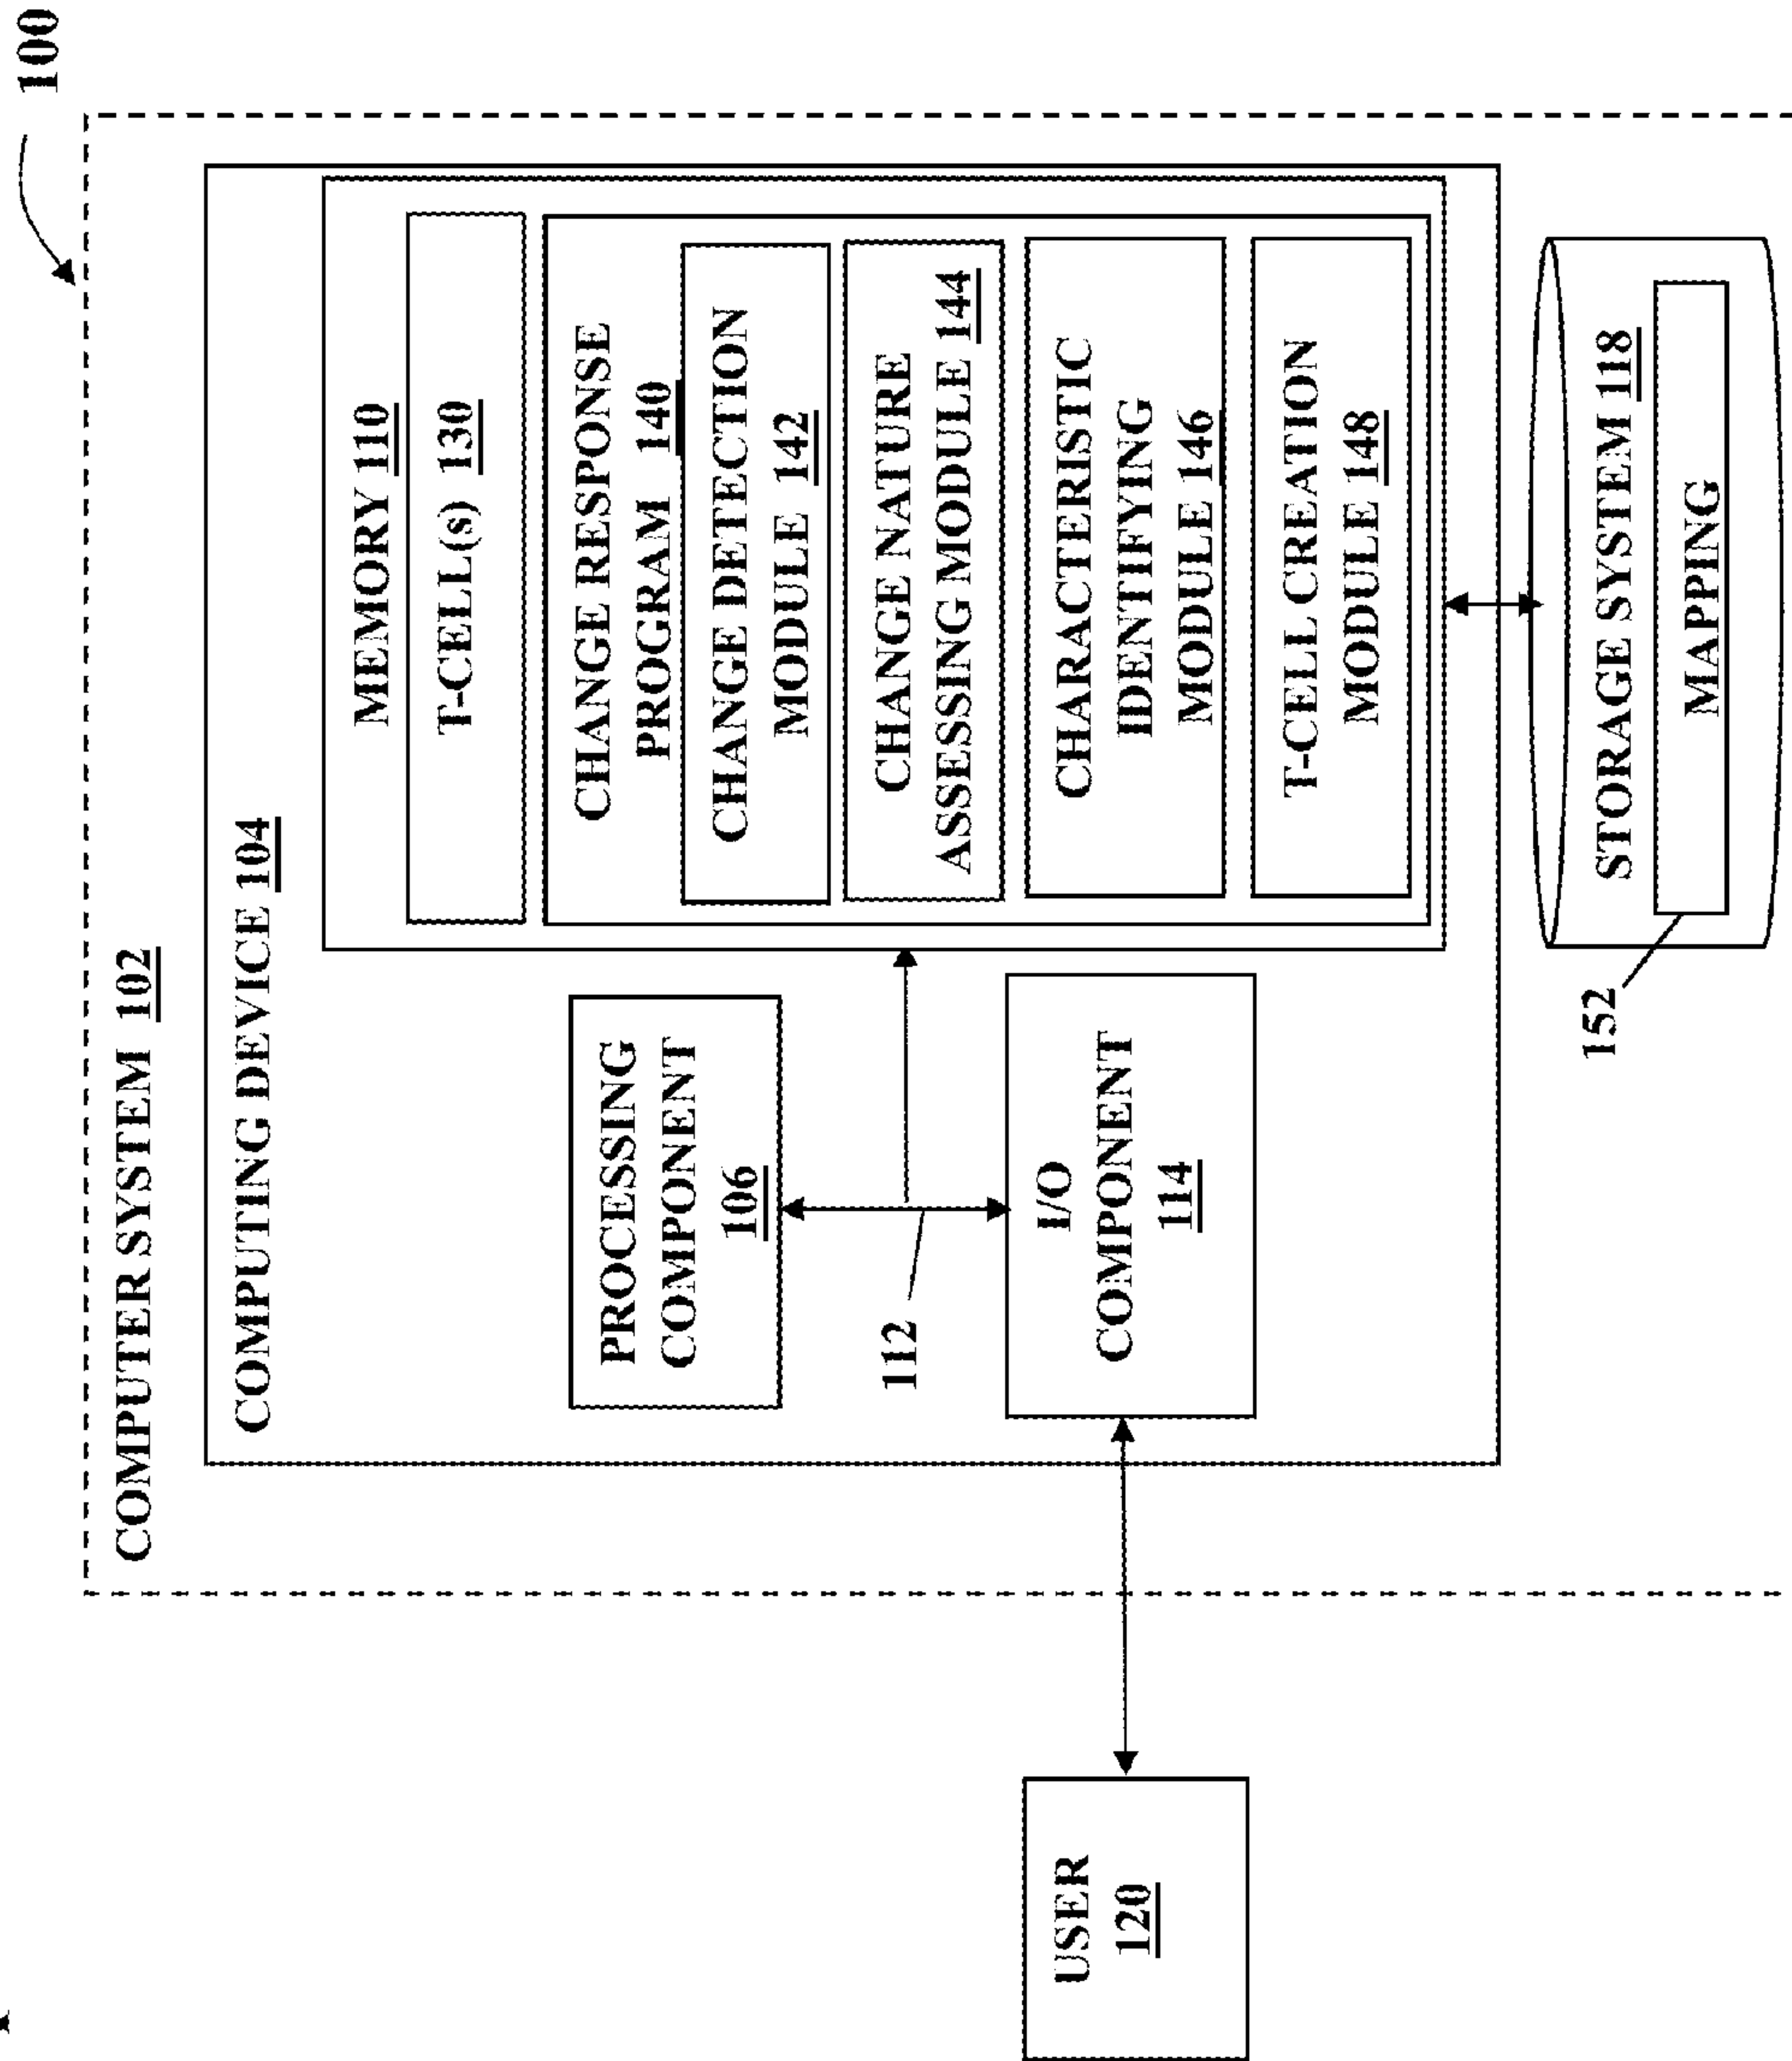 100
COMPUTER SYSTEM 102
COMPUTING DEVICE 104
MEMORY 110
T-CELL(s) 130
CHANGE RESPONSE
PROGRAM 140
CHANGE DETECTION
MODULE 142
CHANGE NATURE
ASSESSING MODULE 144
CHARACTERISTIC
IDENTIFYING
MODULE 146
T-CELL CREATION
MODULE 148
PROCESSING
COMPONENT
106
112
I/O
COMPONENT
114
USER
120
STORAGE SYSTEM 118
MAPPING
152